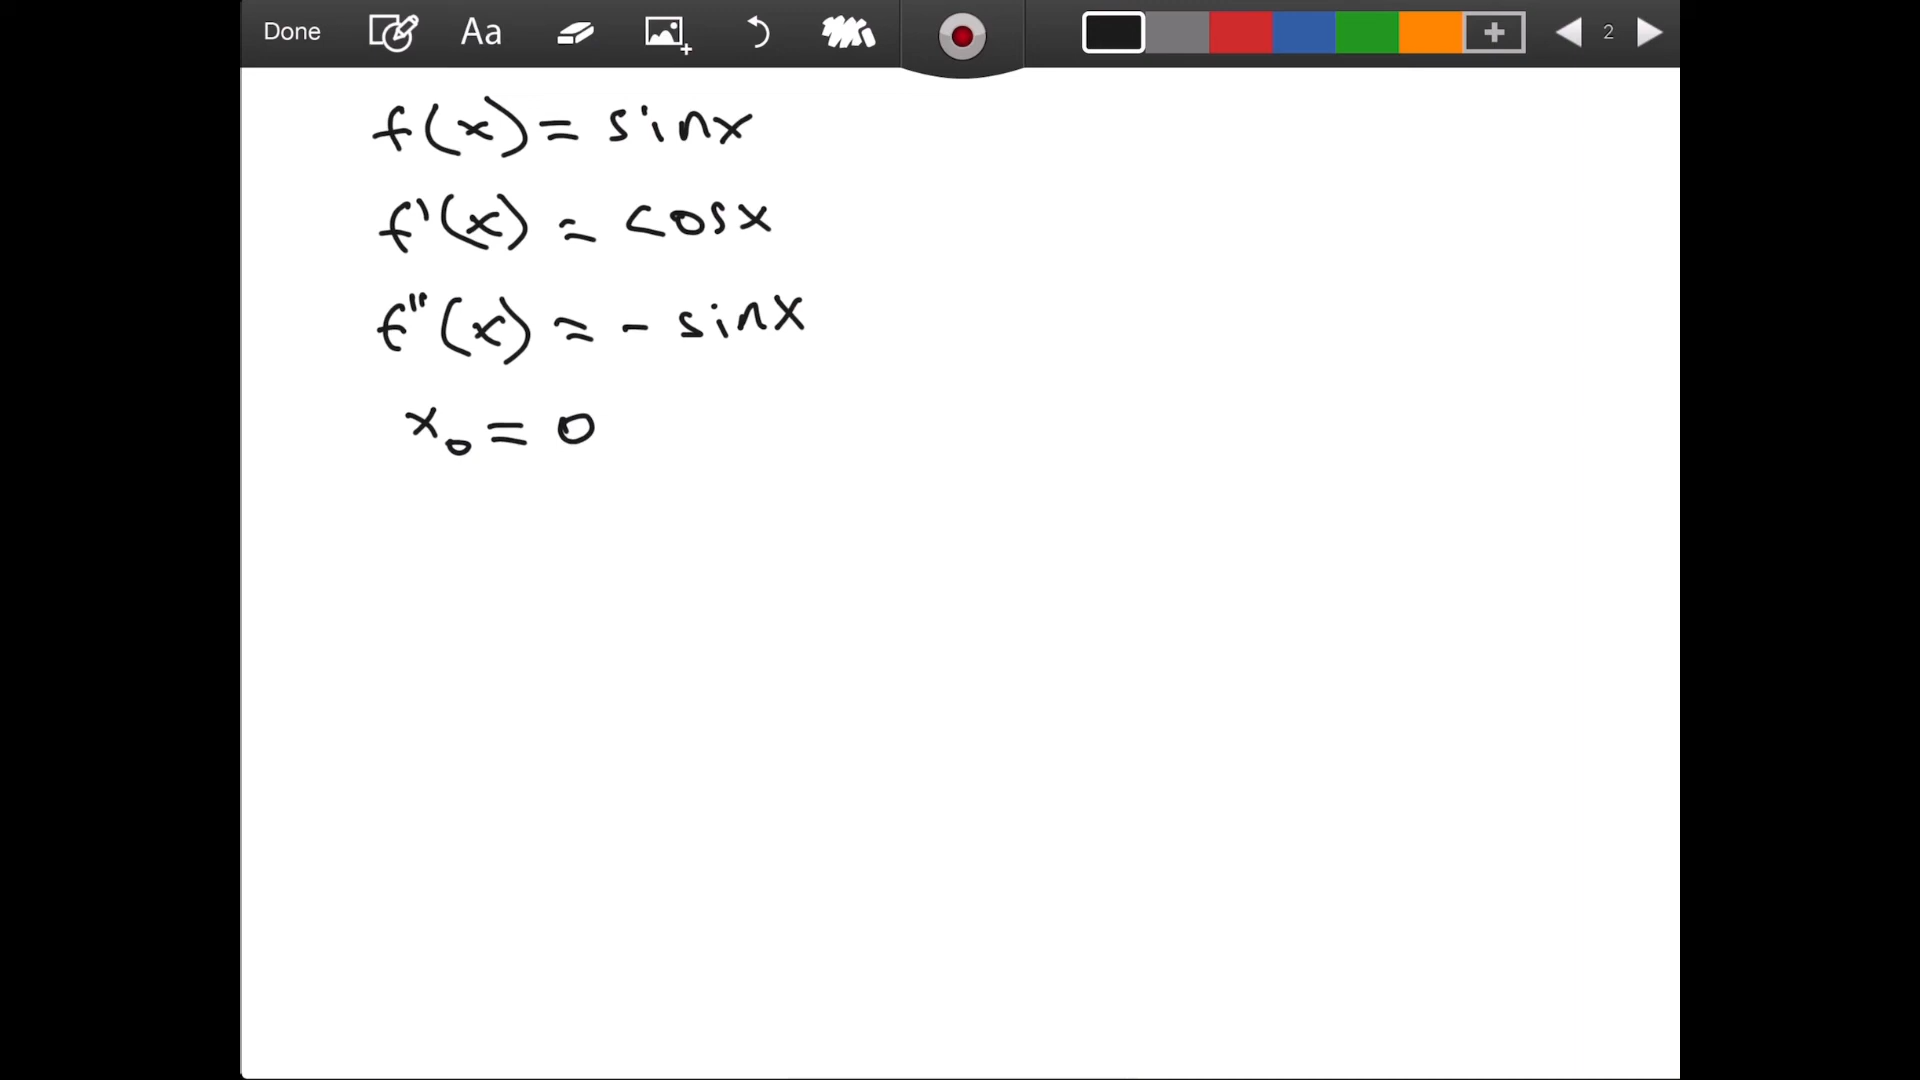 Done Aa 2
f(x) = sinx
f'(x) = cosx
f"(x) = - sinx
x₀ = 0